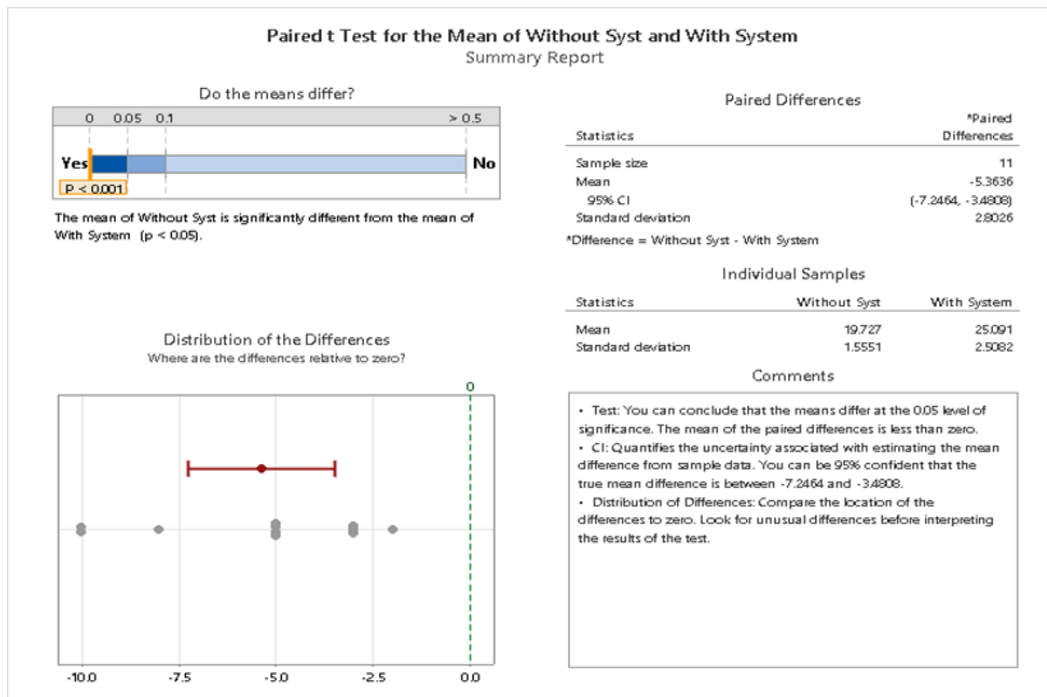 Paired t Test for the Mean of Without Syst and With System
Summary Report
Do the means differ?
0 0.05 0.1 > 0.5
Yes No
P < 0.001
The mean of Without Syst is significantly different from the mean of
With System (p < 0.05).
Distribution of the Differences
Where are the differences relative to zero?
0
-10.0 -7.5 -5.0 -2.5 0.0
Paired Differences
*Paired
Statistics Differences
Sample size 11
Mean -5.3636
95% CI (-7.2464, -3.4808)
Standard deviation 2.8026
*Difference = Without Syst - With System
Individual Samples
Statistics Without Syst With System
Mean 19.727 25.091
Standard deviation 1.5551 2.5082
Comments
• Test: You can conclude that the means differ at the 0.05 level of
significance. The mean of the paired differences is less than zero.
• CI: Quantifies the uncertainty associated with estimating the mean
difference from sample data. You can be 95% confident that the
true mean difference is between -7.2464 and -3.4808.
• Distribution of Differences: Compare the location of the
differences to zero. Look for unusual differences before interpreting
the results of the test.